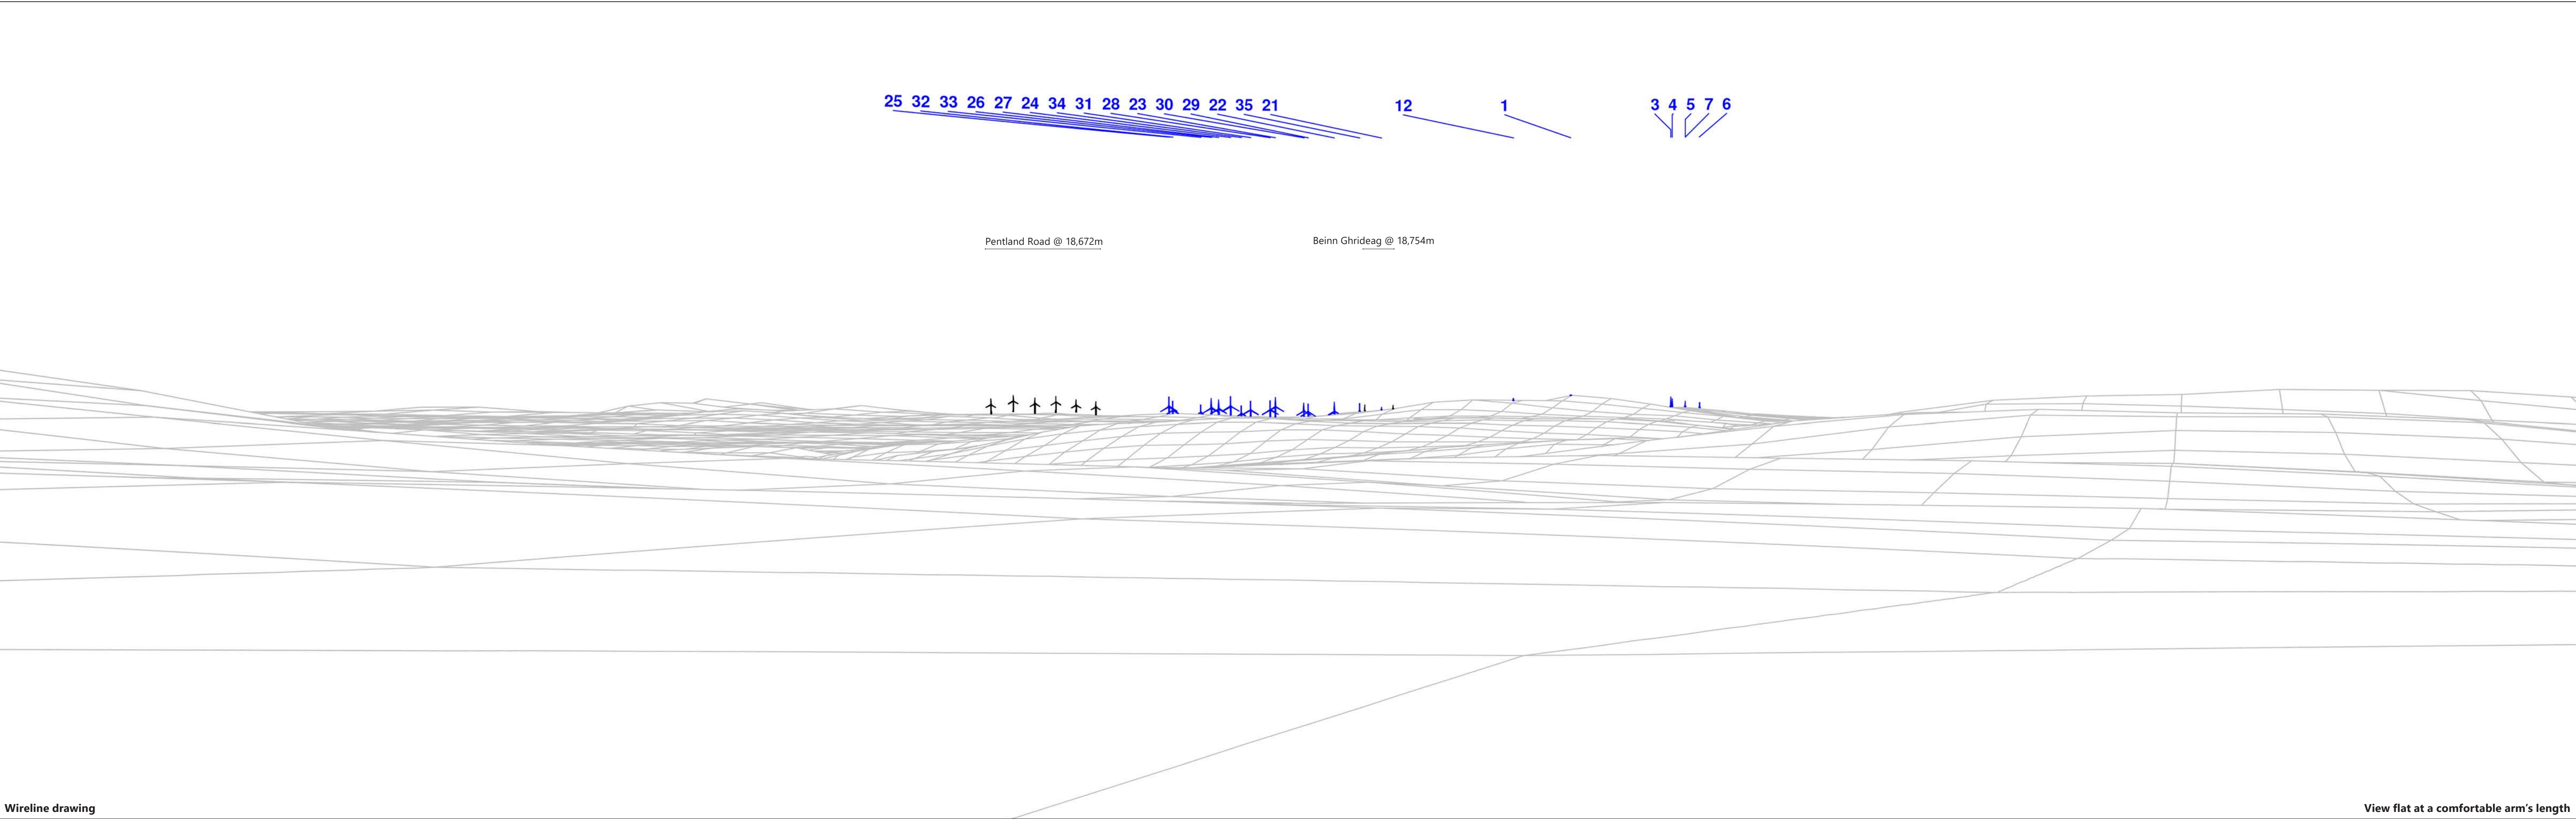 25 32 33 26 27 24 34 31 28 23 30 29 22 35 21 12 1 3 4 5 7 6
Pentland Road @ 18,672m
Beinn Ghrideag @ 18,754m
Wireline drawing
View flat at a comfortable arm's length